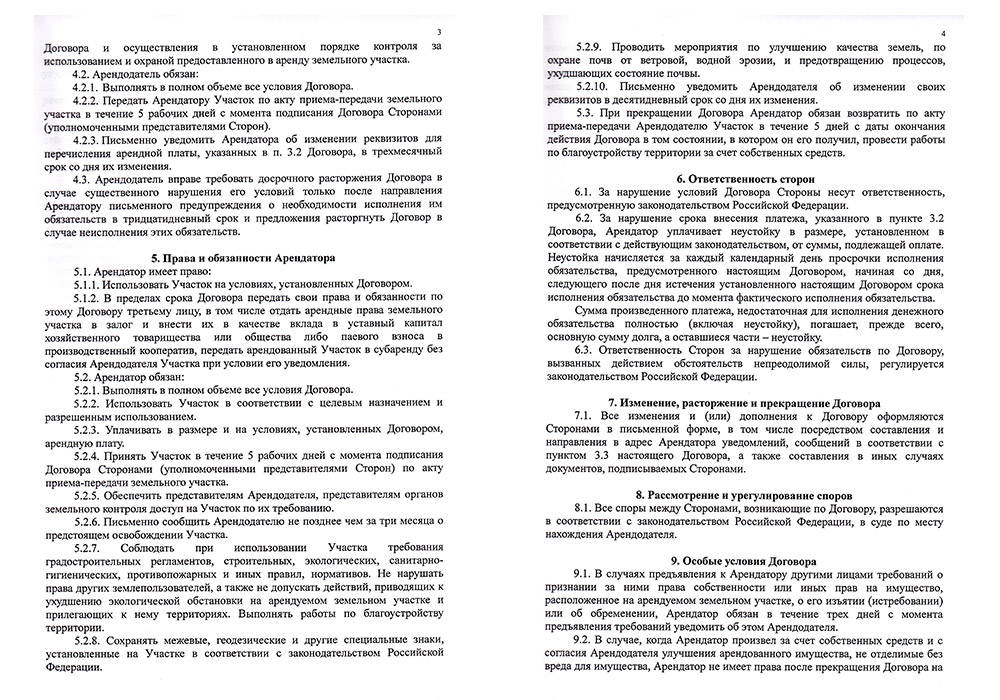 3
Договора и осуществления в установленном порядке контроля за
использованием и охраной предоставленного в аренду земельного участка.
4.2. Арендодатель обязан:
4.2.1. Выполнять в полном объеме все условия Договора.
4.2.2. Передать Арендатору Участок по акту приема-передачи земельного
участка в течение 5 рабочих дней с момента подписания Договора Сторонами
(уполномоченными представителями Сторон).
4.2.3. Письменно уведомить Арендатора об изменении реквизитов для
перечисления арендной платы, указанных в п. 3.2 Договора, в трехмесячный
срок со дня их изменения.
4.3. Арендодатель вправе требовать досрочного расторжения Договора в
случае существенного нарушения его условий только после направления
Арендатору письменного предупреждения о необходимости исполнения им
обязательств в тридцатидневный срок и предложения расторгнуть Договор в
случае неисполнения этих обязательств.
5. Права и обязанности Арендатора
5.1. Арендатор имеет право:
5.1.1. Использовать Участок на условиях, установленных Договором.
5.1.2. В пределах срока Договора передать свои права и обязанности по
этому Договору третьему лицу, в том числе отдать арендные права земельного
участка в залог и внести их в качестве вклада в уставный капитал
хозяйственного товарищества или общества либо паевого взноса в
производственный кооператив, передать арендованный Участок в субаренду без
согласия Арендодателя Участка при условии его уведомления.
5.2. Арендатор обязан:
5.2.1. Выполнять в полном объеме все условия Договора.
5.2.2. Использовать Участок в соответствии с целевым назначением и
разрешенным использованием.
5.2.3. Уплачивать в размере и на условиях, установленных Договором,
арендную плату.
5.2.4. Принять Участок в течение 5 рабочих дней с момента подписания
Договора Сторонами (уполномоченными представителями Сторон) по акту
приема-передачи земельного участка.
5.2.5. Обеспечить представителям Арендодателя, представителям органов
земельного контроля доступ на Участок по их требованию.
5.2.6. Письменно сообщить Арендодателю не позднее чем за три месяца о
предстоящем освобождении Участка.
5.2.7. Соблюдать при использовании Участка требования
градостроительных регламентов, строительных, экологических, санитарно-
гигиенических, противопожарных и иных правил, нормативов. Не нарушать
права других землепользователей, а также не допускать действий, приводящих к
ухудшению экологической обстановки на арендуемом земельном участке и
прилегающих к нему территориях. Выполнять работы по благоустройству
территории.
5.2.8. Сохранять межевые, геодезические и другие специальные знаки,
установленные на Участке в соответствии с законодательством Российской
Федерации.
4
5.2.9. Проводить мероприятия по улучшению качества земель, по
охране почв от ветровой, водной эрозии, и предотвращению процессов,
ухудшающих состояние почвы.
5.2.10. Письменно уведомить Арендодателя об изменении своих
реквизитов в десятидневный срок со дня их изменения.
5.3. При прекращении Договора Арендатор обязан возвратить по акту
приема-передачи Арендодателю Участок в течение 5 дней с даты окончания
действия Договора в том состоянии, в котором он его получил, провести работы
по благоустройству территории за счет собственных средств.
6. Ответственность сторон
6.1. За нарушение условий Договора Стороны несут ответственность,
предусмотренную законодательством Российской Федерации.
6.2. За нарушение срока внесения платежа, указанного в пункте 3.2
Договора, Арендатор уплачивает неустойку в размере, установленном в
соответствии с действующим законодательством, от суммы, подлежащей оплате.
Неустойка начисляется за каждый календарный день просрочки исполнения
обязательства, предусмотренного настоящим Договором, начиная со дня,
следующего после дня истечения установленного настоящим Договором срока
исполнения обязательства до момента фактического исполнения обязательства.
Сумма произведенного платежа, недостаточная для исполнения денежного
обязательства полностью (включая неустойку), погашает, прежде всего,
основную сумму долга, а оставшиеся части – неустойку.
6.3. Ответственность Сторон за нарушение обязательств по Договору,
вызванных действием обстоятельств непреодолимой силы, регулируется
законодательством Российской Федерации.
7. Изменение, расторжение и прекращение Договора
7.1. Все изменения и (или) дополнения к Договору оформляются
Сторонами в письменной форме, в том числе посредством составления и
направления в адрес Арендатора уведомлений, сообщений в соответствии с
пунктом 3.3 настоящего Договора, а также составления в иных случаях
документов, подписываемых Сторонами.
8. Рассмотрение и урегулирование споров
8.1. Все споры между Сторонами, возникающие по Договору, разрешаются
в соответствии с законодательством Российской Федерации, в суде по месту
нахождения Арендодателя.
9. Особые условия Договора
9.1. В случаях предъявления к Арендатору другими лицами требований о
признании за ними права собственности или иных прав на имущество,
расположенное на арендуемом земельном участке, о его изъятии (истребовании)
или об обременении, Арендатор обязан в течение трех дней с момента
предъявления требований уведомить об этом Арендодателя.
9.2. В случае, когда Арендатор произвел за счет собственных средств и с
согласия Арендодателя улучшения арендованного имущества, не отделимые без
вреда для имущества, Арендатор не имеет права после прекращения Договора на